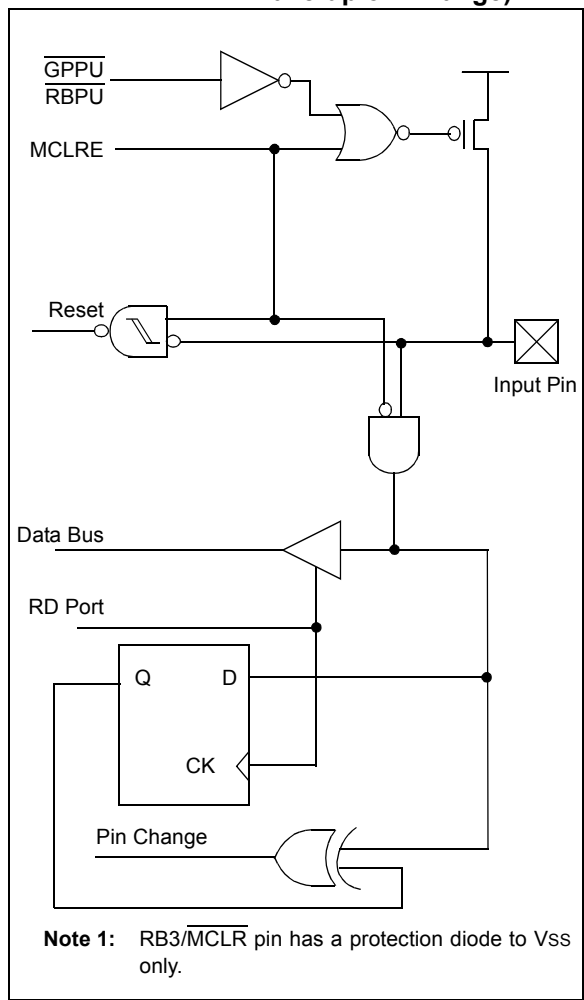 GPPU
RBPU
MCLRE
Reset
Input Pin
Data Bus
RD Port
Q D
CK
Pin Change
Note 1: RB3/MCLR pin has a protection diode to VSS
only.